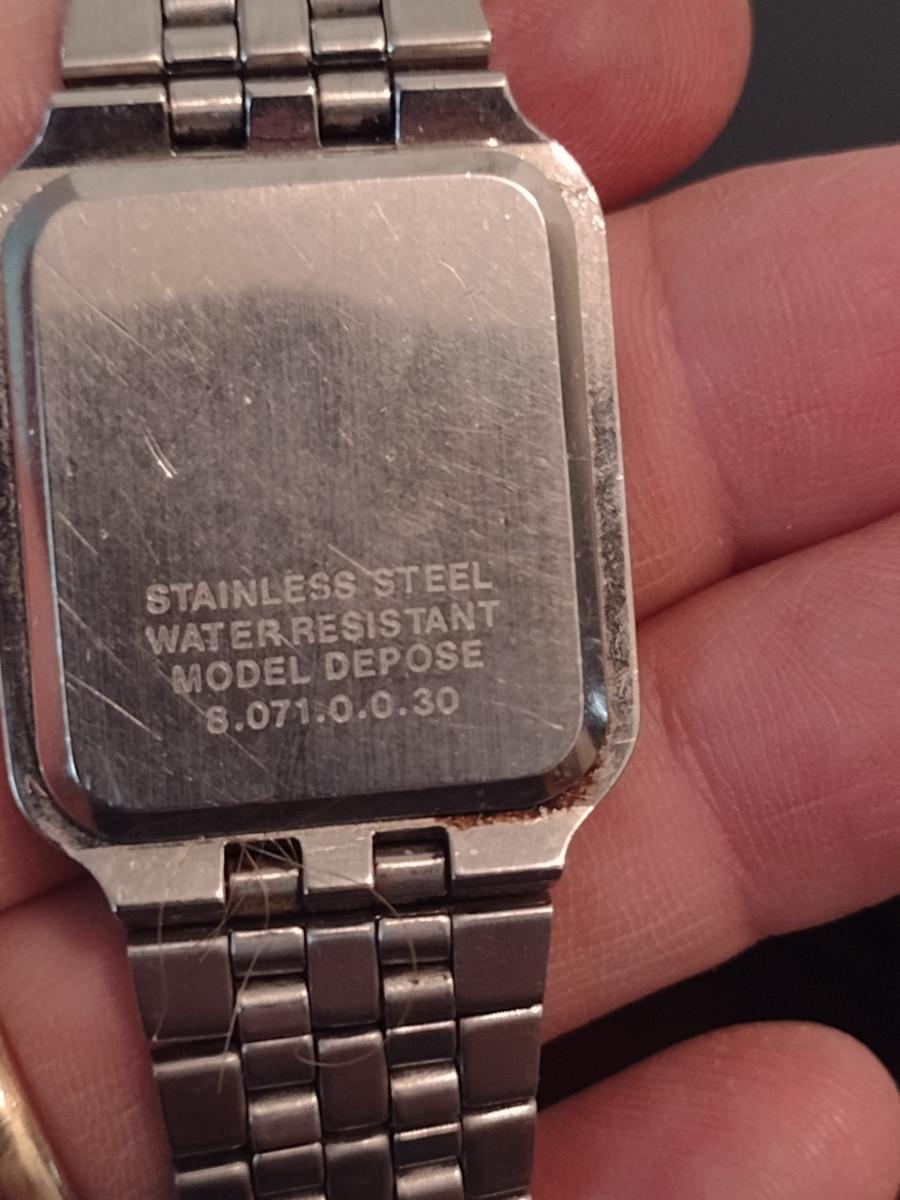 STAINLESS STEEL
WATER RESISTANT
MODEL DEPOSE
8.071.0.0.30